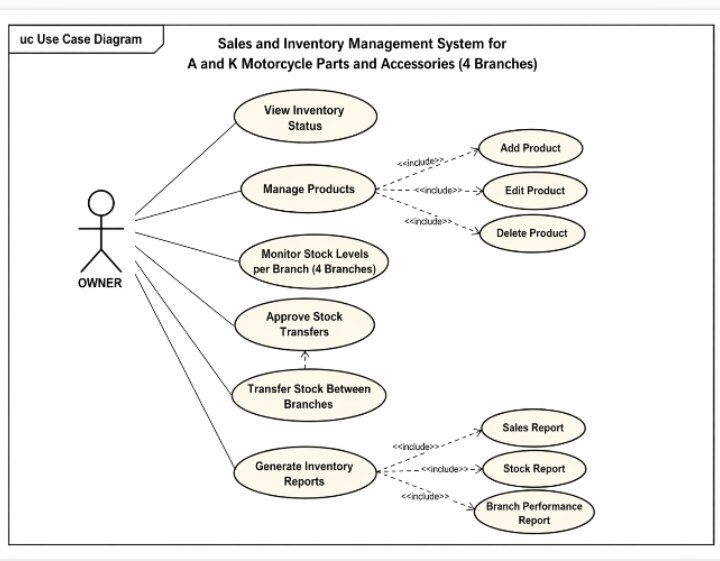 uc Use Case Diagram
Sales and Inventory Management System for
A and K Motorcycle Parts and Accessories (4 Branches)
View Inventory
Status
Manage Products
<<include>>
Add Product
<<include>>
Edit Product
<<include>>
Delete Product
OWNER
Monitor Stock Levels
per Branch (4 Branches)
Approve Stock
Transfers
Transfer Stock Between
Branches
Generate Inventory
Reports
<<include>>
Sales Report
<<include>>
Stock Report
<<include>>
Branch Performance
Report